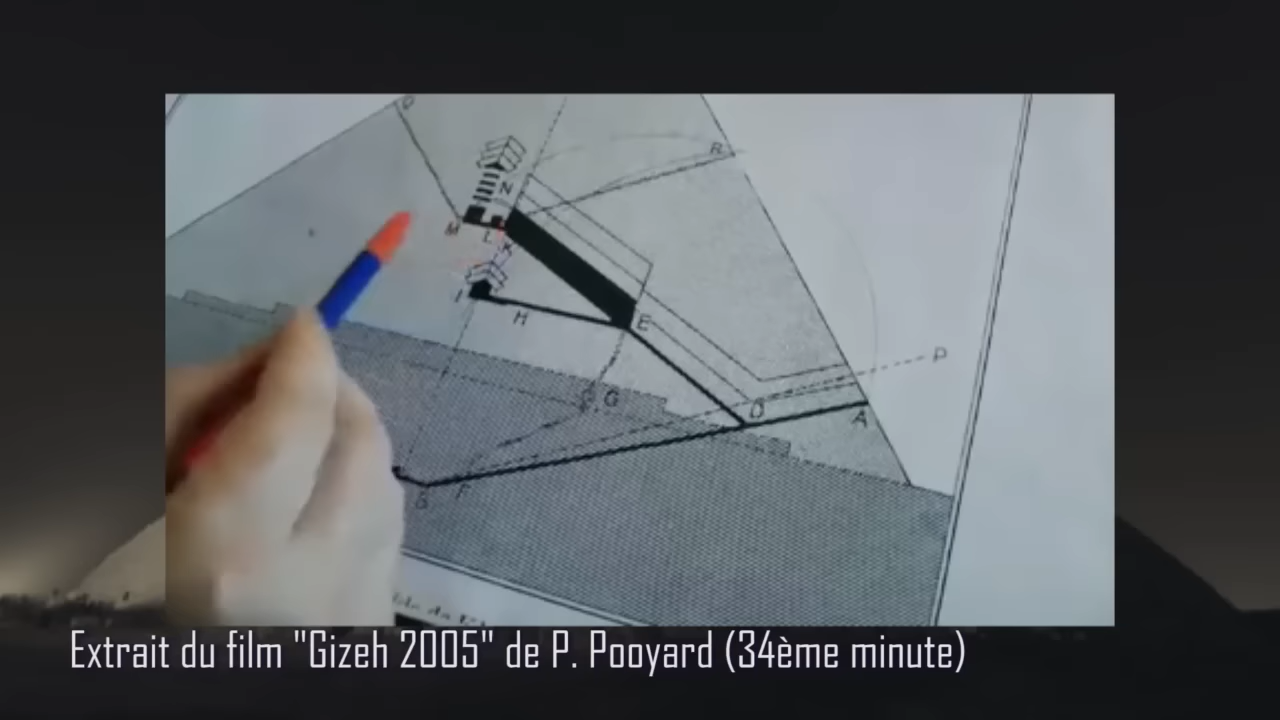 O
R
N
M
L
K
I
H
E
P
G
D
A
B
F
Extrait du film "Gizeh 2005" de P. Pooyard (34ème minute)